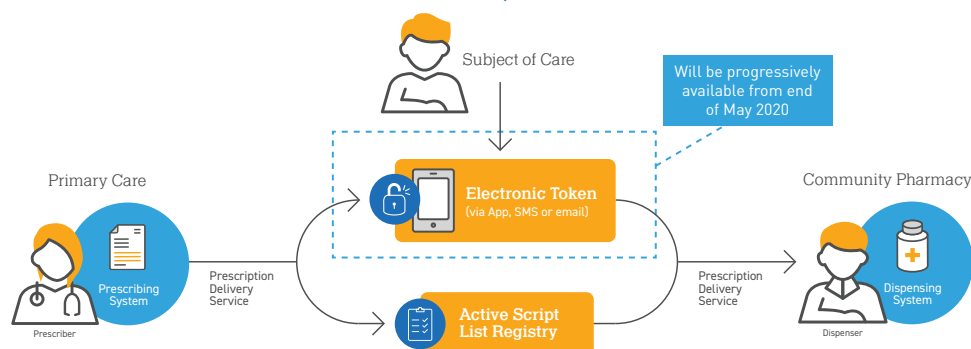 Subject of Care
Will be progressively
available from end
of May 2020
Primary Care
Electronic Token
(via App, SMS or email)
Community Pharmacy
Prescribing
System
Prescription
Delivery
Service
Prescription
Delivery
Service
Dispensing
System
Active Script
List Registry
Prescriber
Dispenser